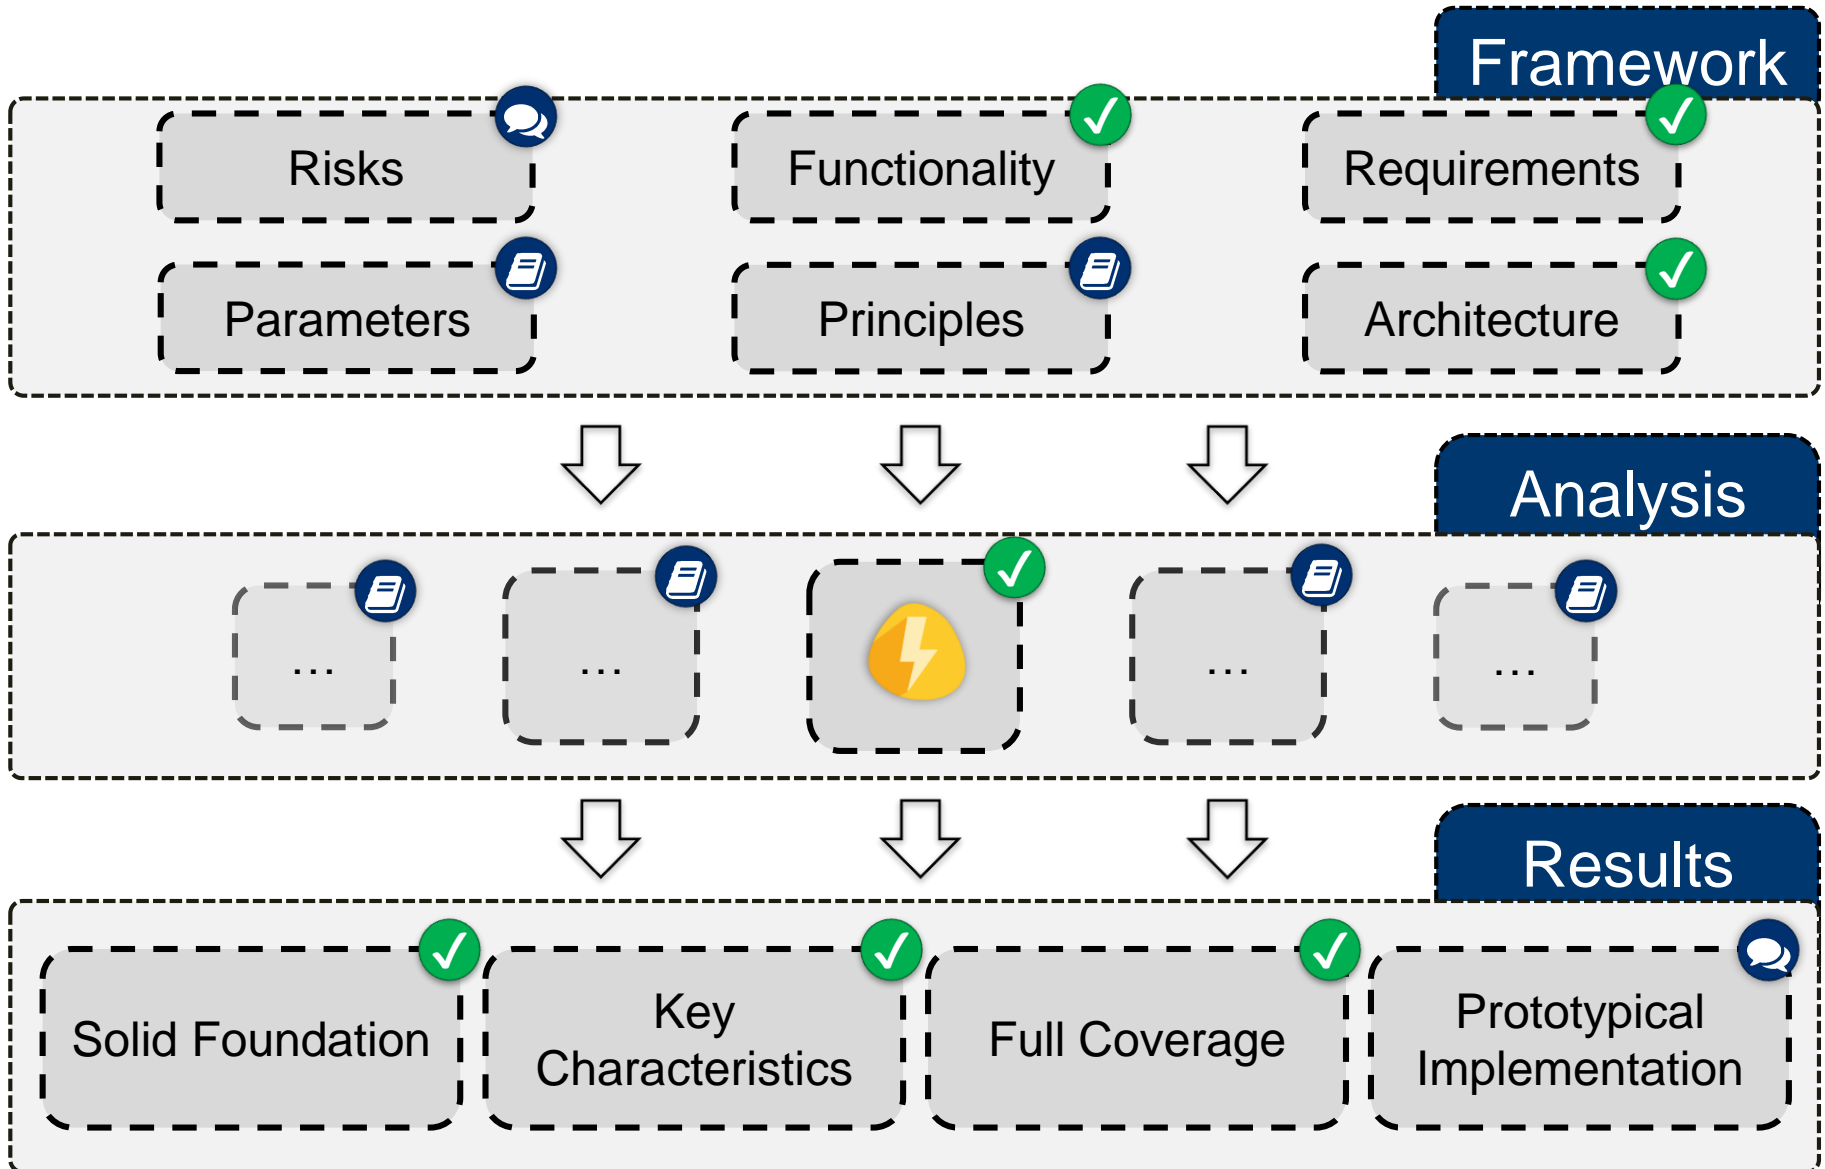 Framework
Risks
Functionality
Requirements
Parameters
Principles
Architecture
Analysis
...
...
...
...
Results
Solid Foundation
Key
Characteristics
Full Coverage
Prototypical
Implementation